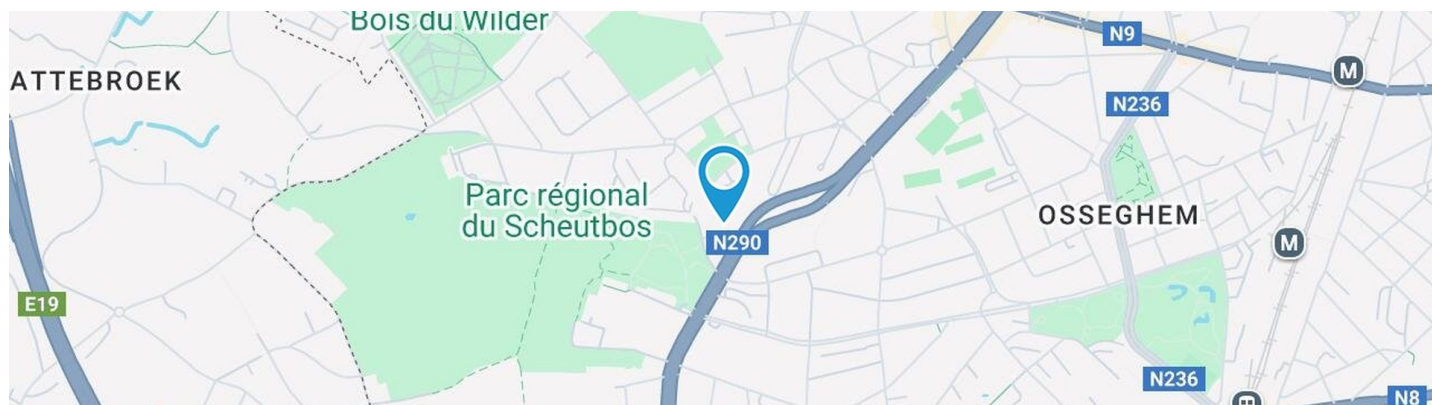 Bois du Wilder
N9
M
ATTEBROEK
N236
Parc régional
du Scheutbos
OSSEGHEM
N290
M
E19
N236
N8